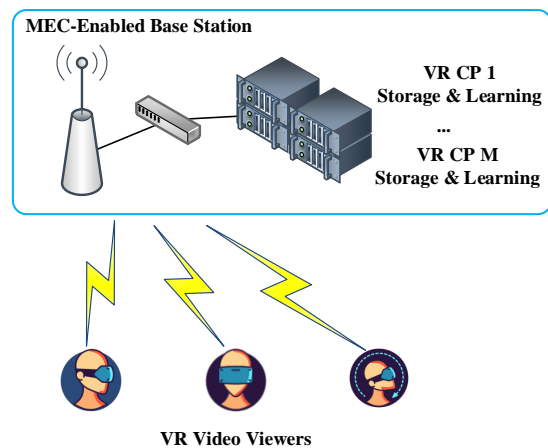 MEC-Enabled Base Station
VR CP 1
Storage & Learning
...
VR CP M
Storage & Learning
VR Video Viewers